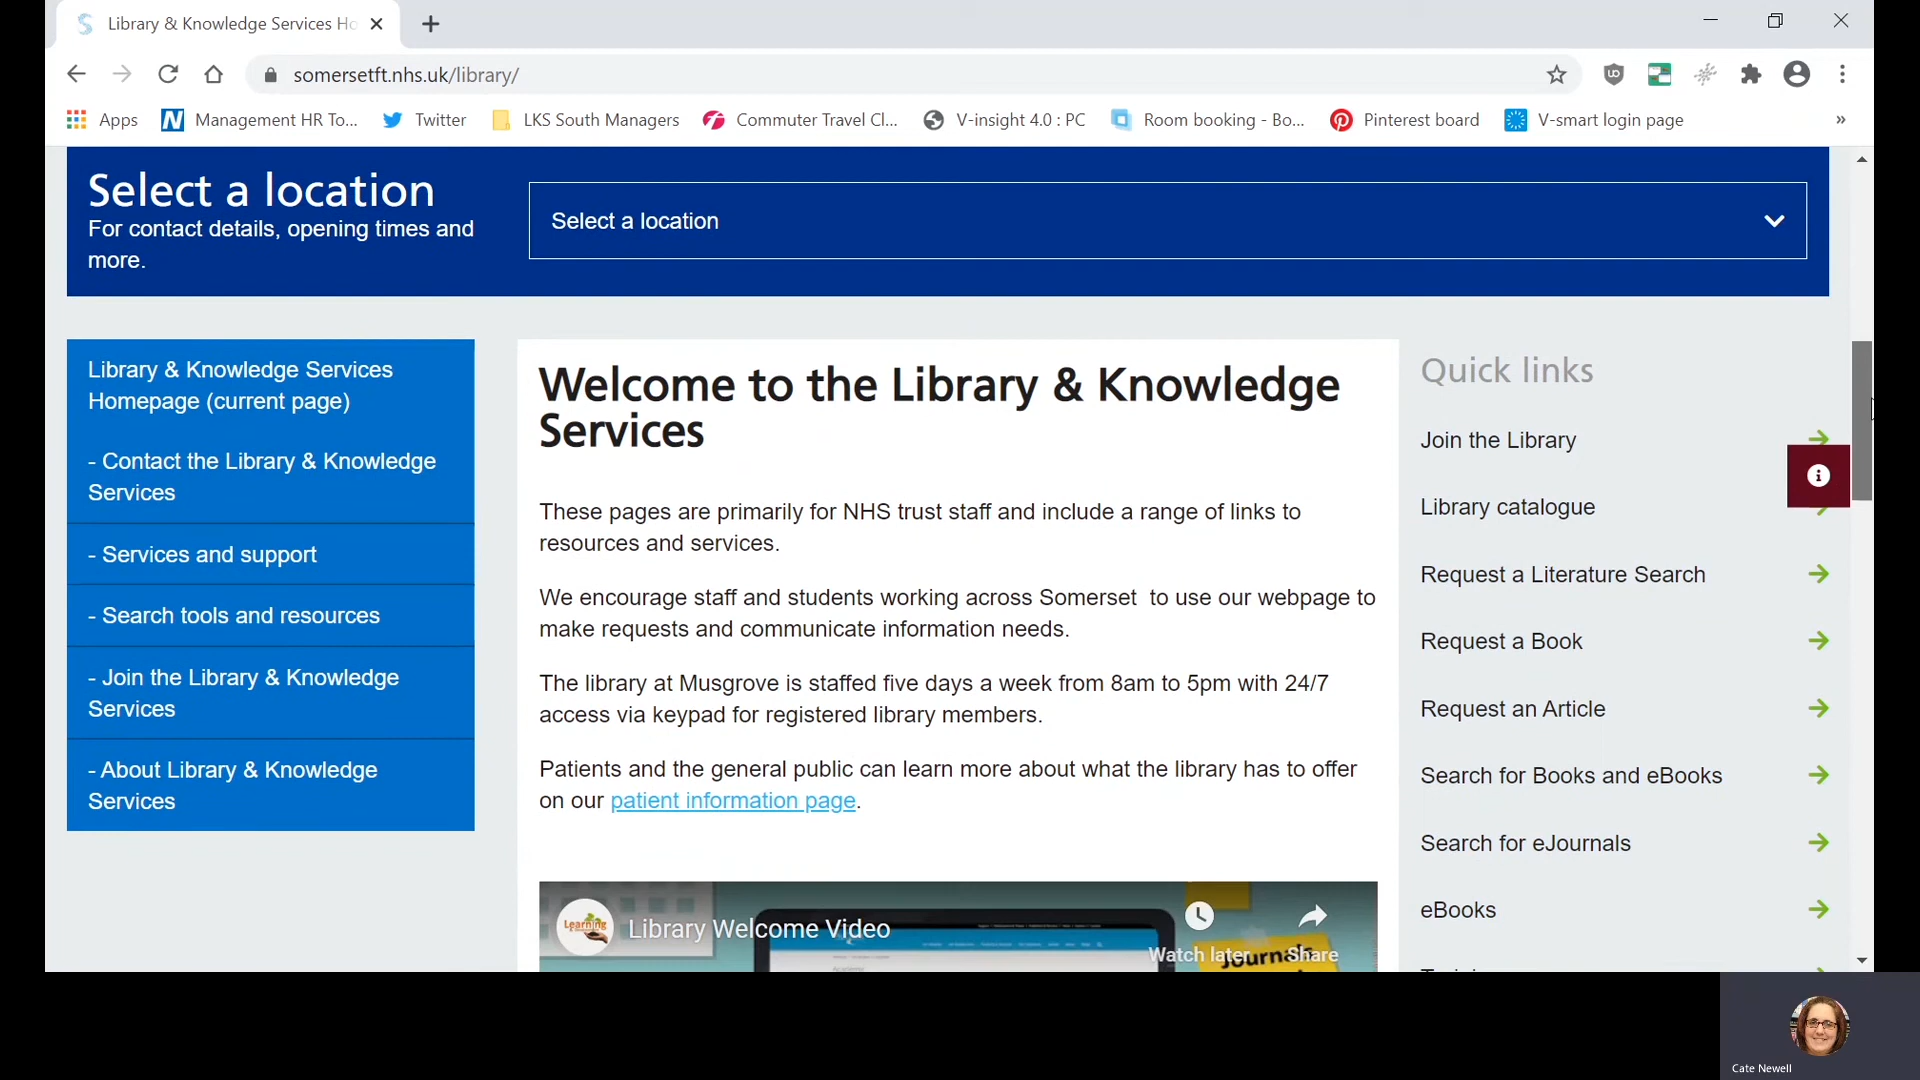 Library & Knowledge Services Ho
somersetft.nhs.uk/library/
Apps
Management HR To...
Twitter
LKS South Managers
Commuter Travel Cl...
V-insight 4.0 : PC
Room booking - Bo...
Pinterest board
V-smart login page
»
Select a location
For contact details, opening times and
more.
Select a location
Library & Knowledge Services
Homepage (current page)
- Contact the Library & Knowledge
Services
- Services and support
- Search tools and resources
- Join the Library & Knowledge
Services
- About Library & Knowledge
Services
Welcome to the Library & Knowledge
Services
These pages are primarily for NHS trust staff and include a range of links to
resources and services.
We encourage staff and students working across Somerset to use our webpage to
make requests and communicate information needs.
The library at Musgrove is staffed five days a week from 8am to 5pm with 24/7
access via keypad for registered library members.
Patients and the general public can learn more about what the library has to offer
on our patient information page.
Learning
Library Welcome Video
Watch later
Share
Journals
Quick links
Join the Library
Library catalogue
Request a Literature Search
Request a Book
Request an Article
Search for Books and eBooks
Search for eJournals
eBooks
Cate Newell